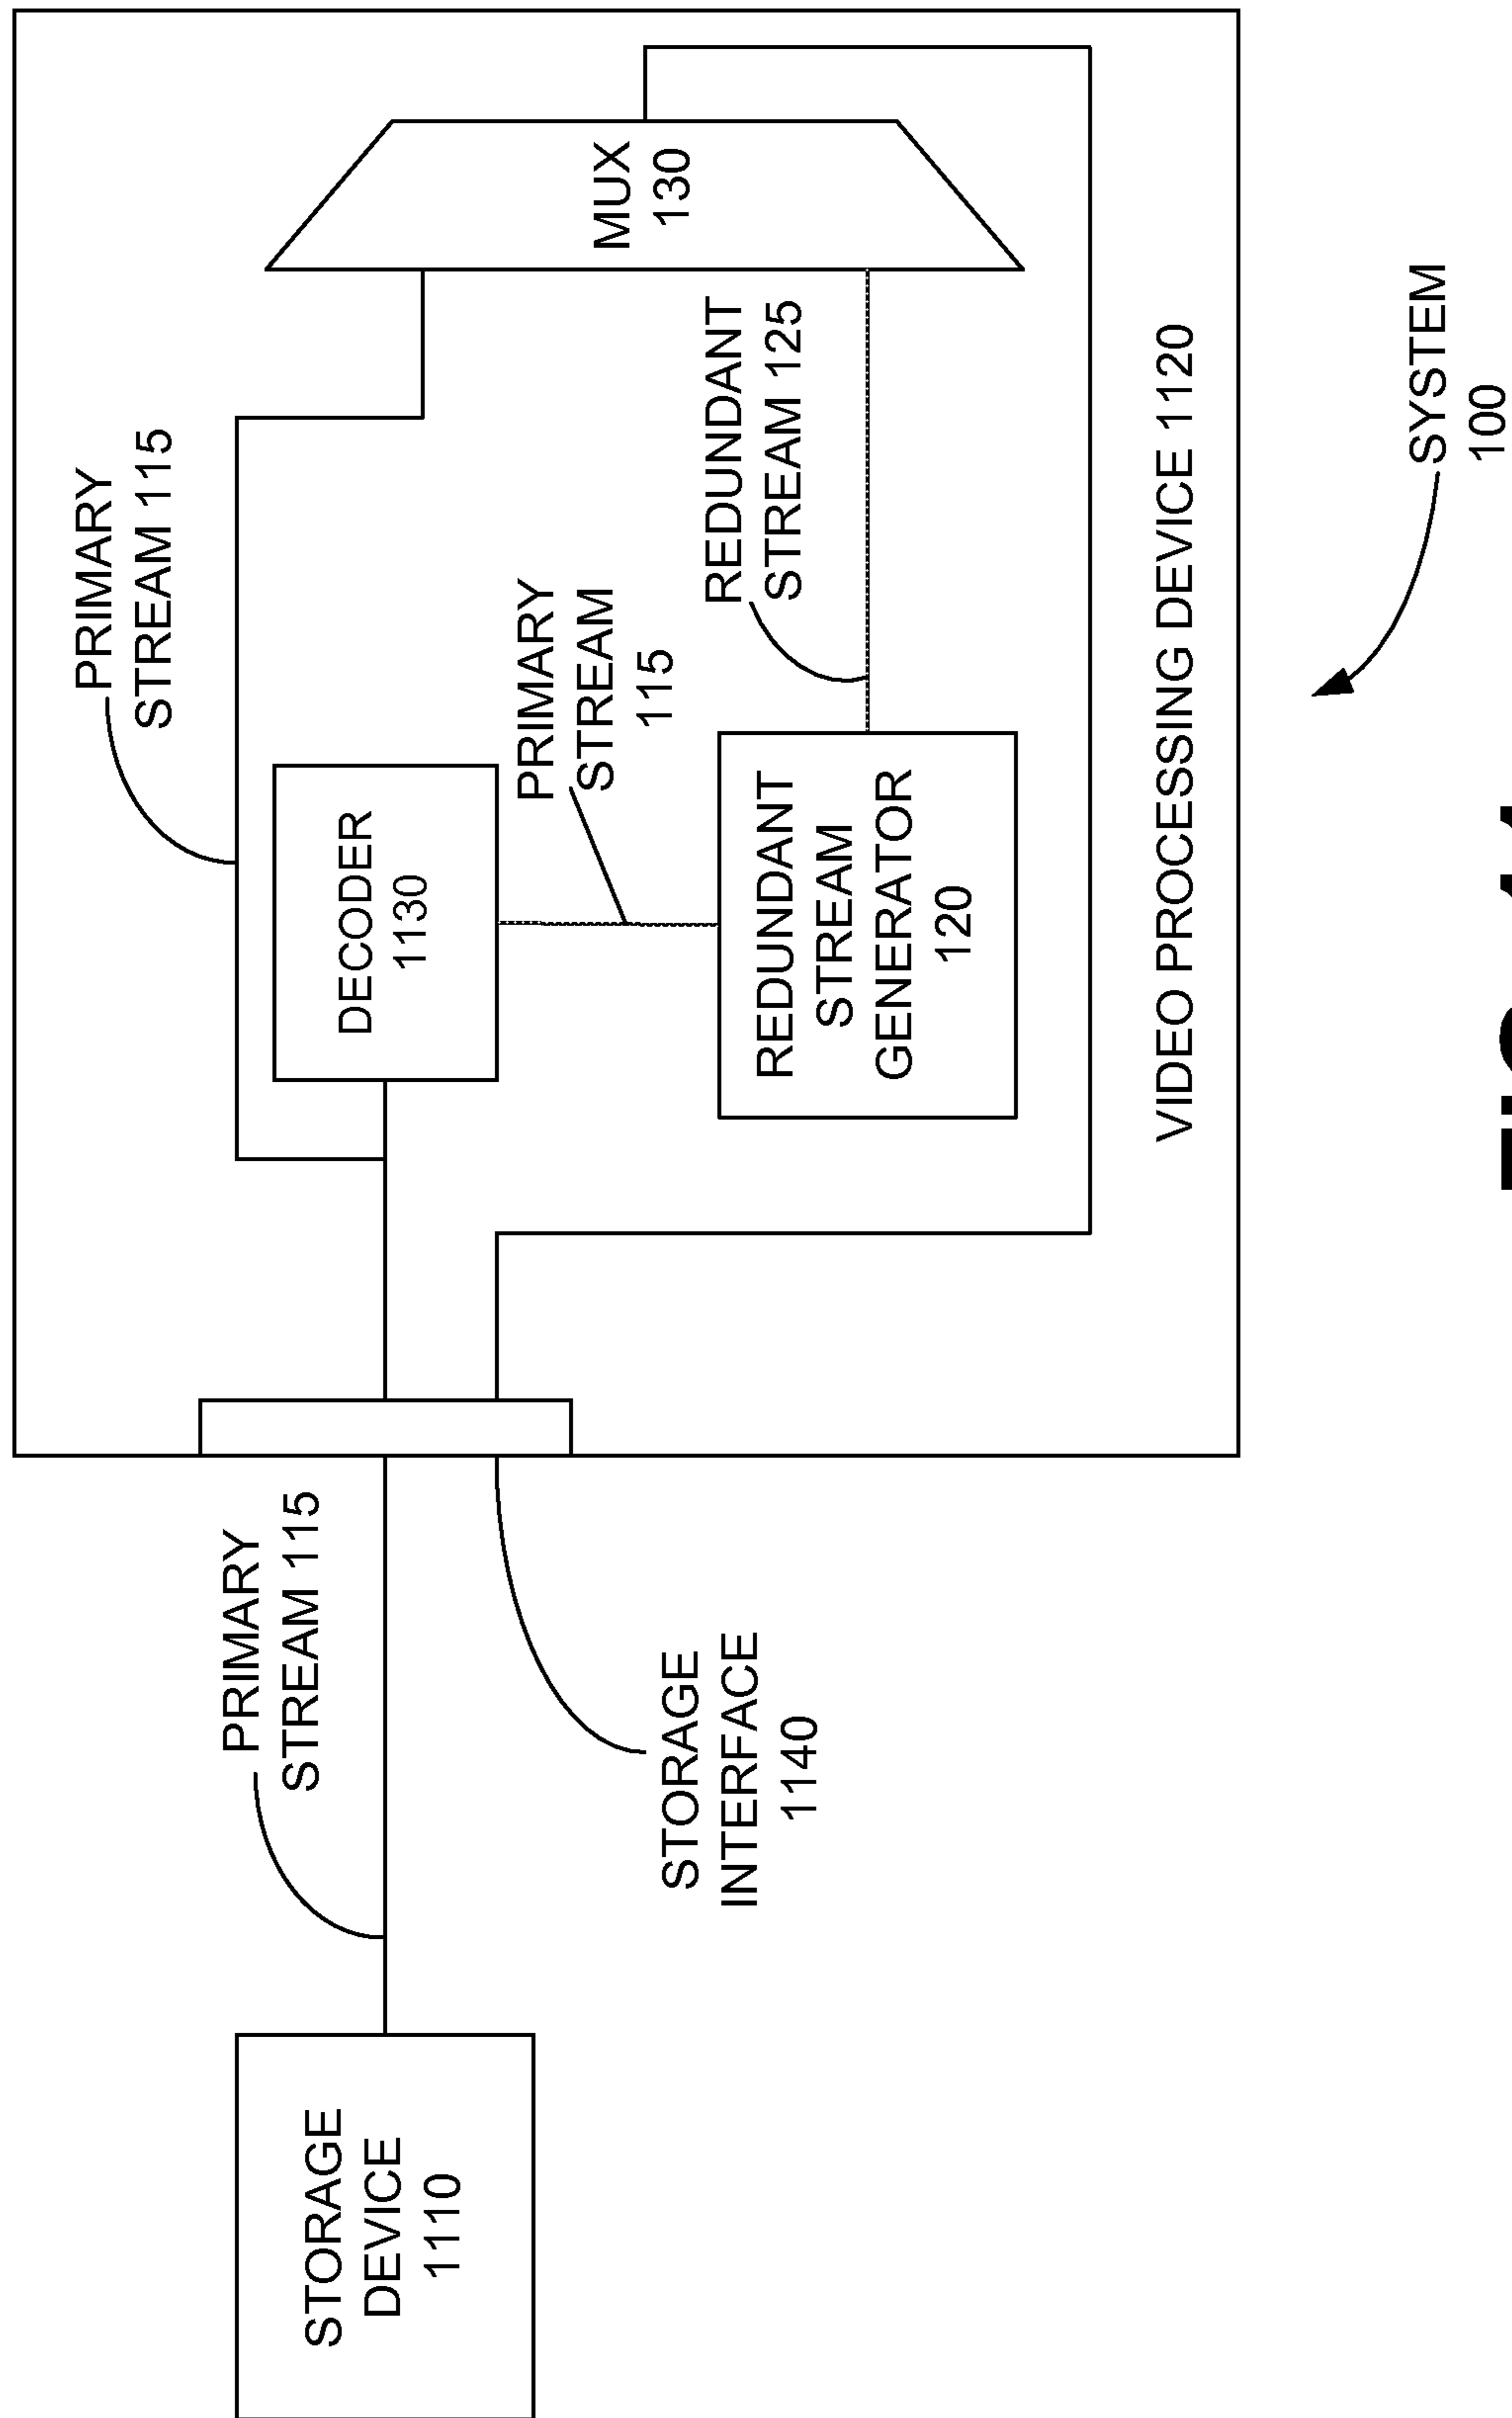 PRIMARY
STREAM 115
DECODER
1130
PRIMARY
STREAM
115
MUX
130
REDUNDANT
STREAM 125
REDUNDANT
STREAM
GENERATOR
120
VIDEO PROCESSING DEVICE 1120
STORAGE
DEVICE
1110
PRIMARY
STREAM 115
STORAGE
INTERFACE
1140
SYSTEM
100